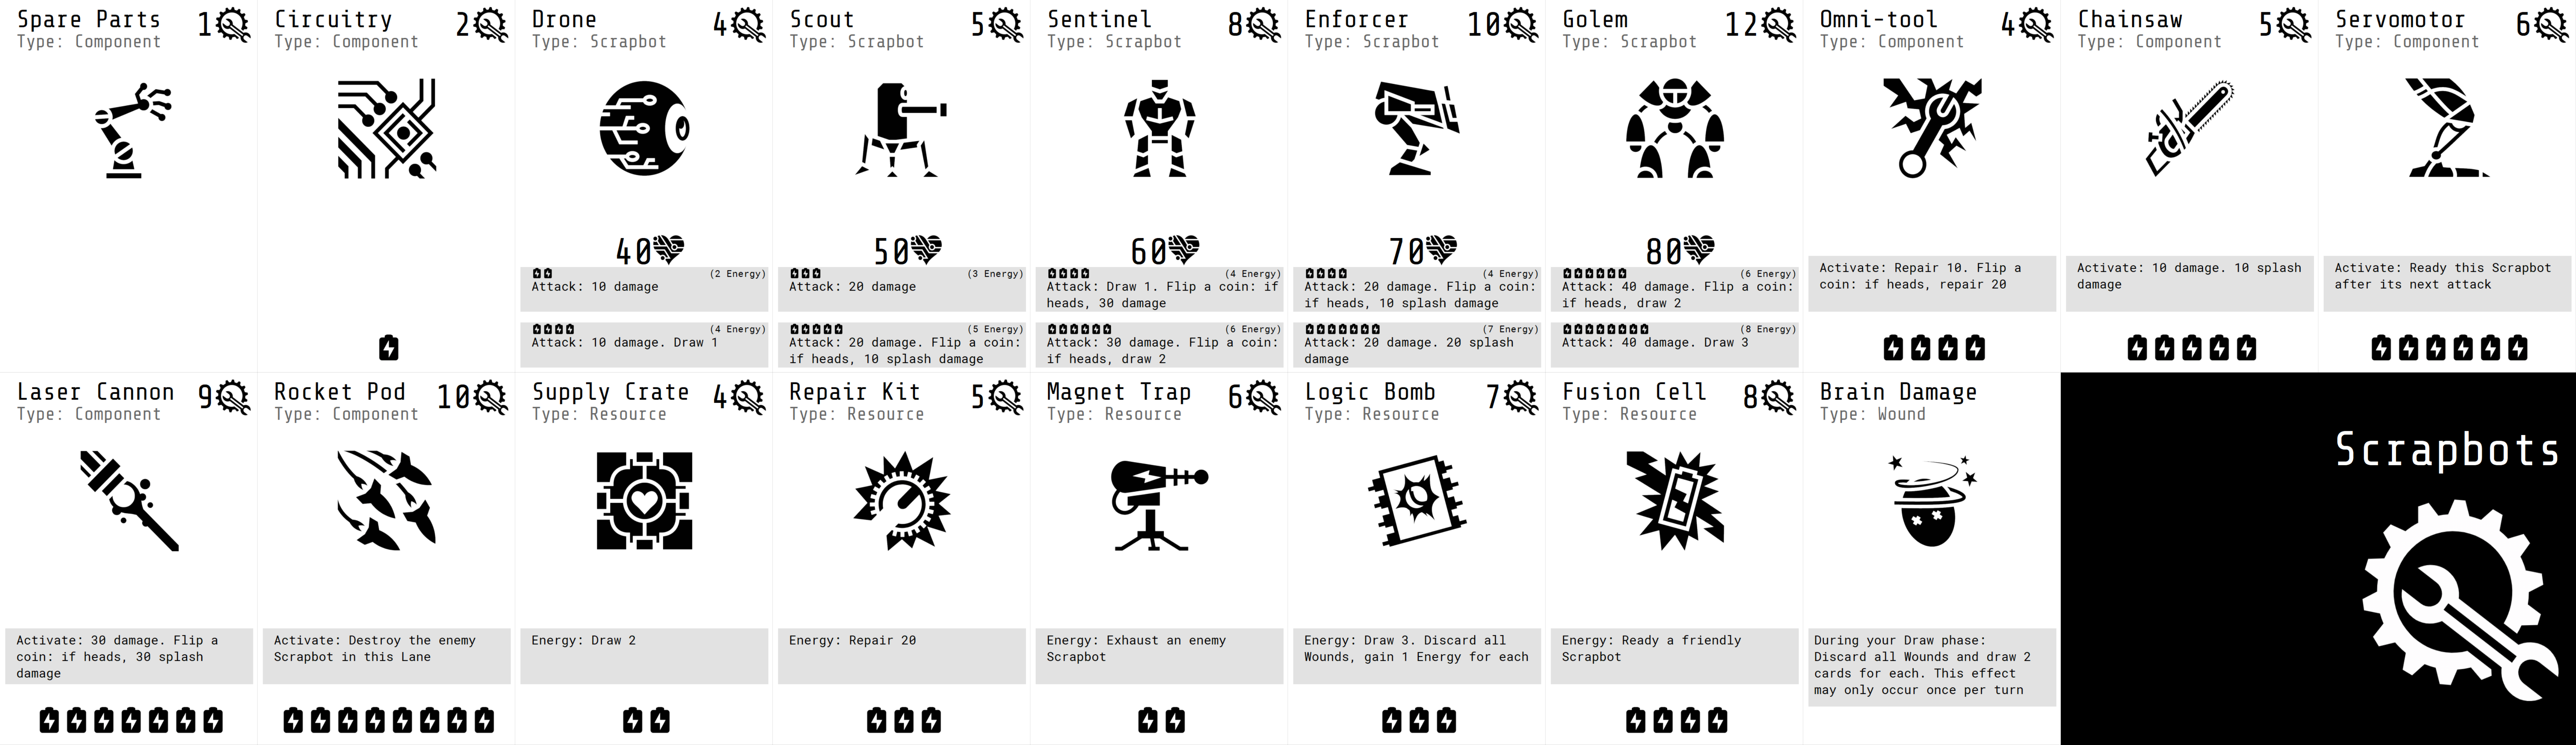 Spare Parts
1
Type: Component
Circuitry
2
Type: Component
Drone
4
Type: Scrapbot
40
(2 Energy)
Attack: 10 damage
(4 Energy)
Attack: 10 damage. Draw 1
Scout
5
Type: Scrapbot
50
(3 Energy)
Attack: 20 damage
(5 Energy)
Attack: 20 damage. Flip a coin:
if heads, 10 splash damage
Sentinel
8
Type: Scrapbot
60
(4 Energy)
Attack: Draw 1. Flip a coin: if
heads, 30 damage
(6 Energy)
Attack: 30 damage. Flip a coin:
if heads, draw 2
Enforcer
10
Type: Scrapbot
70
(4 Energy)
Attack: 20 damage. Flip a coin:
if heads, 10 splash damage
(7 Energy)
Attack: 20 damage. 20 splash
damage
Golem
12
Type: Scrapbot
80
(6 Energy)
Attack: 40 damage. Flip a coin:
if heads, draw 2
(8 Energy)
Attack: 40 damage. Draw 3
Omni-tool
4
Type: Component
Activate: Repair 10. Flip a
coin: if heads, repair 20
Chainsaw
5
Type: Component
Activate: 10 damage. 10 splash
damage
Servomotor
6
Type: Component
Activate: Ready this Scrapbot
after its next attack
Laser Cannon
9
Type: Component
Activate: 30 damage. Flip a
coin: if heads, 30 splash
damage
Rocket Pod
10
Type: Component
Activate: Destroy the enemy
Scrapbot in this Lane
Supply Crate
4
Type: Resource
Energy: Draw 2
Repair Kit
5
Type: Resource
Energy: Repair 20
Magnet Trap
6
Type: Resource
Energy: Exhaust an enemy
Scrapbot
Logic Bomb
7
Type: Resource
Energy: Draw 3. Discard all
Wounds, gain 1 Energy for each
Fusion Cell
8
Type: Resource
Energy: Ready a friendly
Scrapbot
Brain Damage
Type: Wound
During your Draw phase:
Discard all Wounds and draw 2
cards for each. This effect
may only occur once per turn
Scrapbots